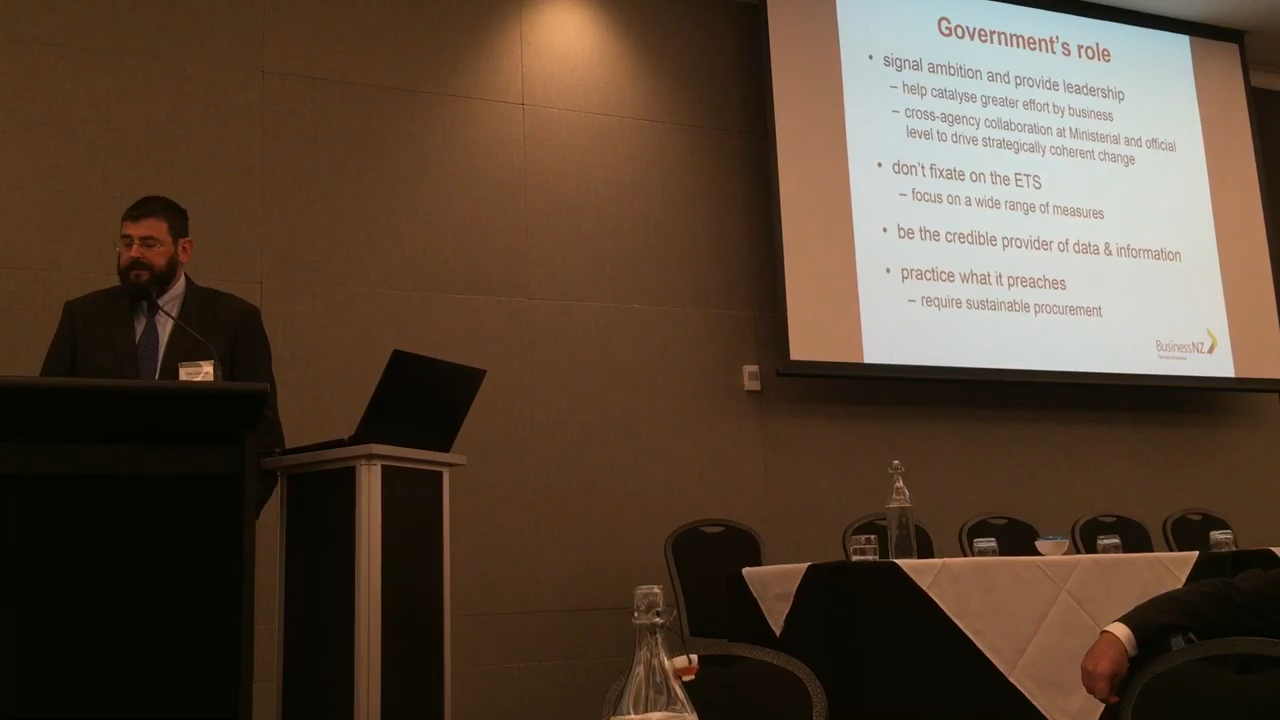 Government's role
• signal ambition and provide leadership
– help catalyse greater effort by business
– cross-agency collaboration at Ministerial and official
level to drive strategically coherent change
• don't fixate on the ETS
– focus on a wide range of measures
• be the credible provider of data & information
• practice what it preaches
– require sustainable procurement
BusinessNZ